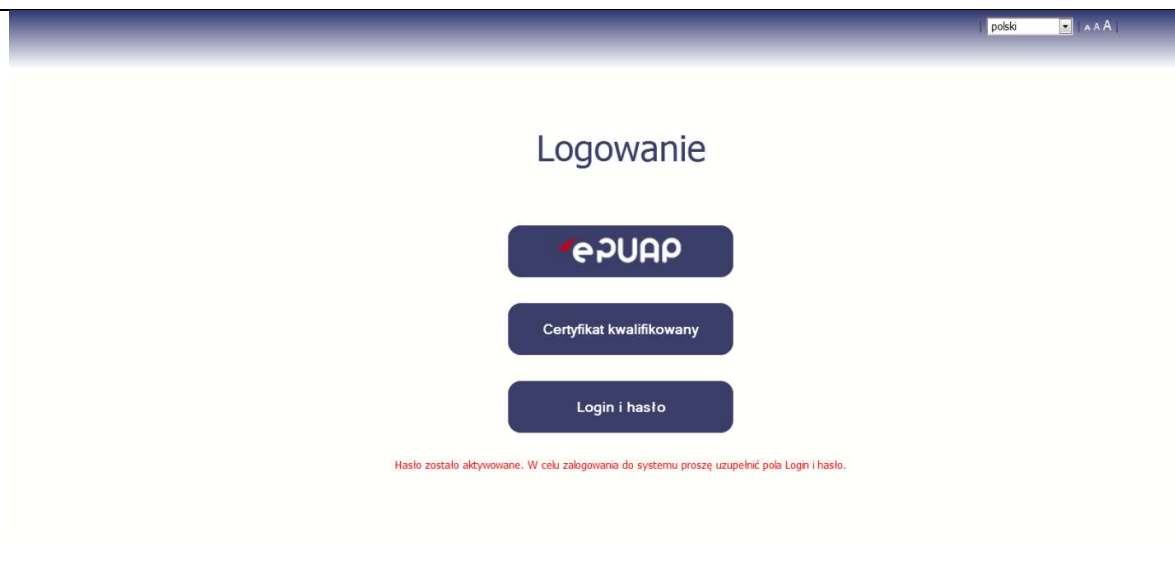 polski
A A A
Logowanie
ePUAP
Certyfikat kwalifikowany
Login i hasło
Hasło zostało aktywowane. W celu zalogowania do systemu proszę uzupełnić pola Login i hasło.